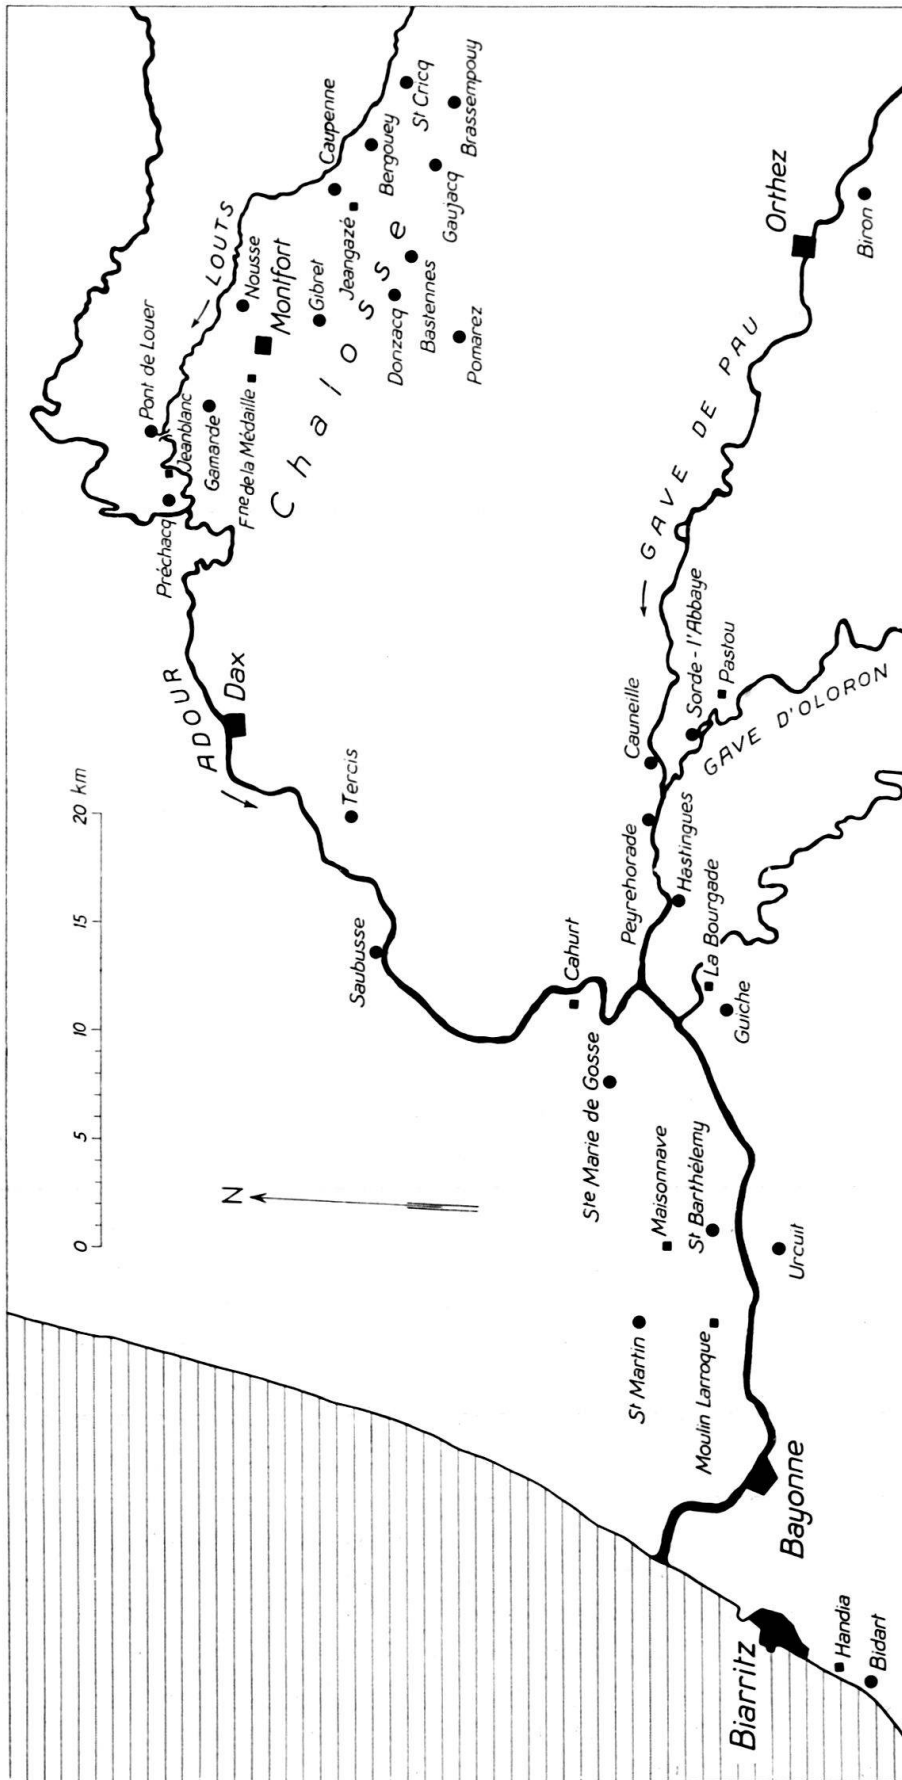 0 5 10 15 20 km
N
ADOUR
Dax
Tercis
Saubusse
Préchacq
Jeanblanc
Pont de Louer
Gamarde
Fne de la Médaille
LOUTS
Nousse
Montfort
Gibret
Caupenne
Jeangazé
Bergouey
St Cricq
Chalosse
Donzacq
Bastennes
Gaujacq
Brassempouy
Pomarez
Cahurt
Ste Marie de Gosse
Maisonnave
St Barthélemy
St Martin
Moulin Larroque
Urcuit
Peyrehorade
Cauneille
Hastingues
La Bourgade
Guiche
Sorde-l'Abbaye
Pastou
GAVE D'OLORON
GAVE DE PAU
Orthez
Biron
Bayonne
Biarritz
Handia
Bidart